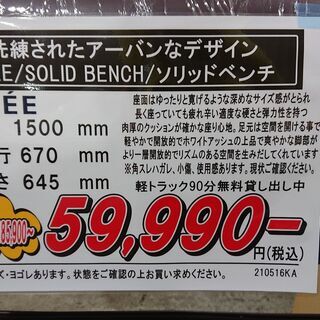 洗練されたアーバンなデザイン
E/SOLID BENCH/ソリッドベンチ
ÉE
1500 mm
行 670 mm
さ 645 mm
座面はゆったりと寛げるような深めなサイズ感がとられ
長く座っていても疲れ辛い適度な硬さと弾力性を持つ
肉厚のクッションが確かな座り心地。足元は空間を開ける事で
軽やかで開放的でホワイトアッシュの上品で爽やかな脚部が
より一層開放的でリズムのある空間を生みだしてくれています
※角スレハガレ、小傷、使用感があります。現状ご確認ください。
軽トラック90分無料貸し出し中
85,900~
59,990-
円(税込)
ズ・ヨゴレあります。状態をご確認の上お買い求めください。
210516KA